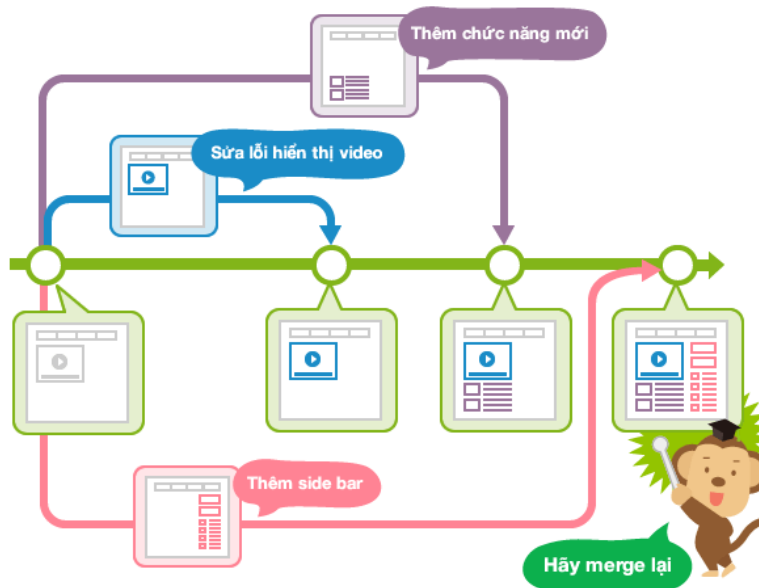 Thêm chức năng mới
Sửa lỗi hiển thị video
Thêm side bar
Hãy merge lại